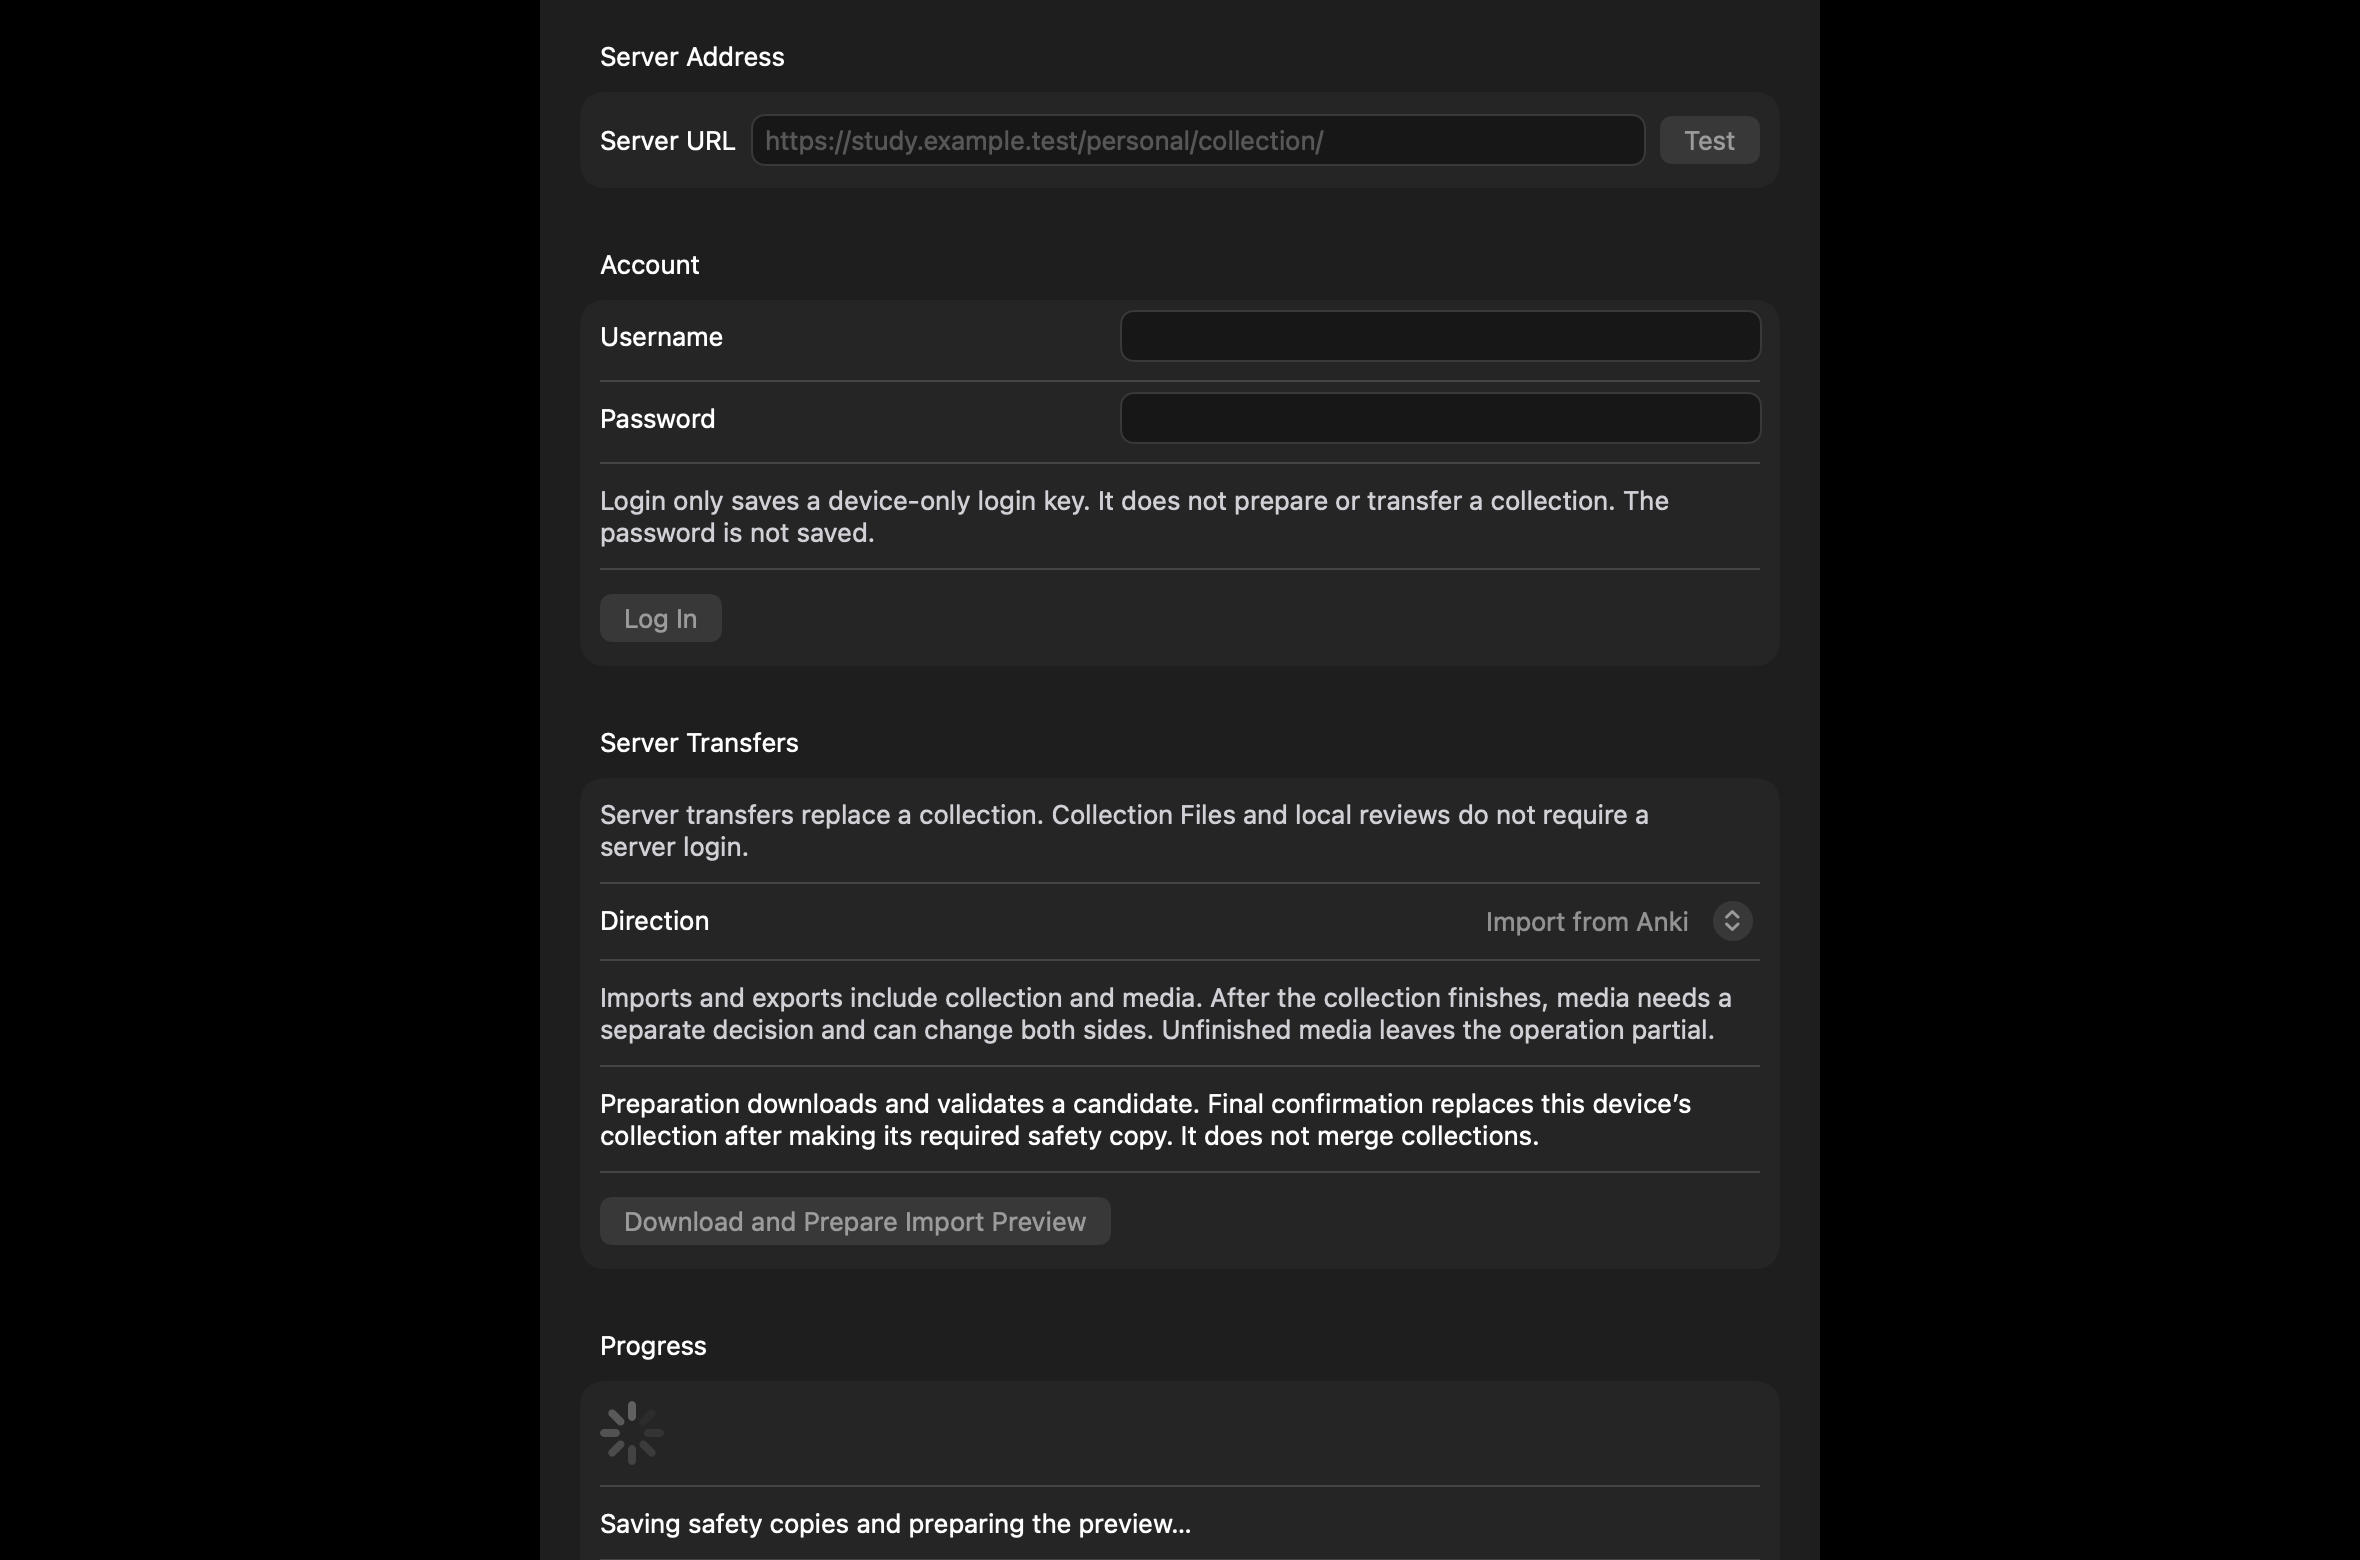 Server Address
Server URL https://study.example.test/personal/collection/ Test
Account
Username
Password
Login only saves a device-only login key. It does not prepare or transfer a collection. The
password is not saved.
Log In
Server Transfers
Server transfers replace a collection. Collection Files and local reviews do not require a
server login.
Direction Import from Anki
Imports and exports include collection and media. After the collection finishes, media needs a
separate decision and can change both sides. Unfinished media leaves the operation partial.
Preparation downloads and validates a candidate. Final confirmation replaces this device’s
collection after making its required safety copy. It does not merge collections.
Download and Prepare Import Preview
Progress
Saving safety copies and preparing the preview...